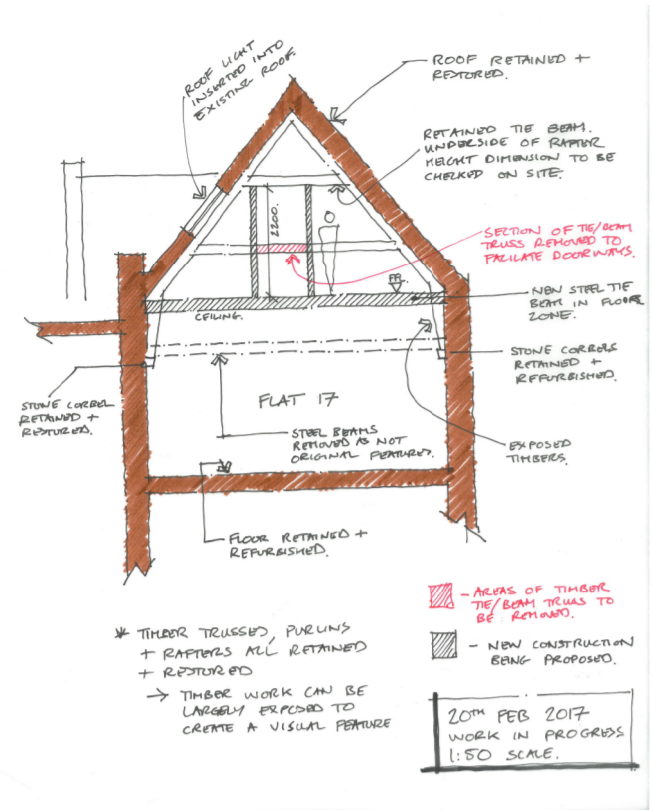 ROOF LIGHT
INSERTED INTO
EXISTING ROOF.
ROOF RETAINED +
RESTORED.
RETAINED TIE BEAM.
UNDERSIDE OF RAFTER
HEIGHT DIMENSION TO BE
CHECKED ON SITE.
2200.
SECTION OF TIE/BEAM
TRUSS REMOVED TO
FACILATE DOORWAYS.
FFL
NEW STEEL TIE
BEAM IN FLOOR
ZONE.
CEILING.
STONE CORBELS
RETAINED +
REFURBISHED.
STONE CORBEL
RETAINED +
RESTORED.
FLAT 17
STEEL BEAMS
REMOVED AS NOT
ORIGINAL FEATURES.
EXPOSED
TIMBERS.
FLOOR RETAINED +
REFURBISHED.
- AREAS OF TIMBER
TIE/BEAM TRUSS TO
BE REMOVED.
- NEW CONSTRUCTION
BEING PROPOSED.
* TIMBER TRUSSED, PURLINS
+ RAFTERS ALL RETAINED
+ RESTORED
→ TIMBER WORK CAN BE
LARGELY EXPOSED TO
CREATE A VISUAL FEATURE
20TH FEB 2017
WORK IN PROGRESS
1:50 SCALE.